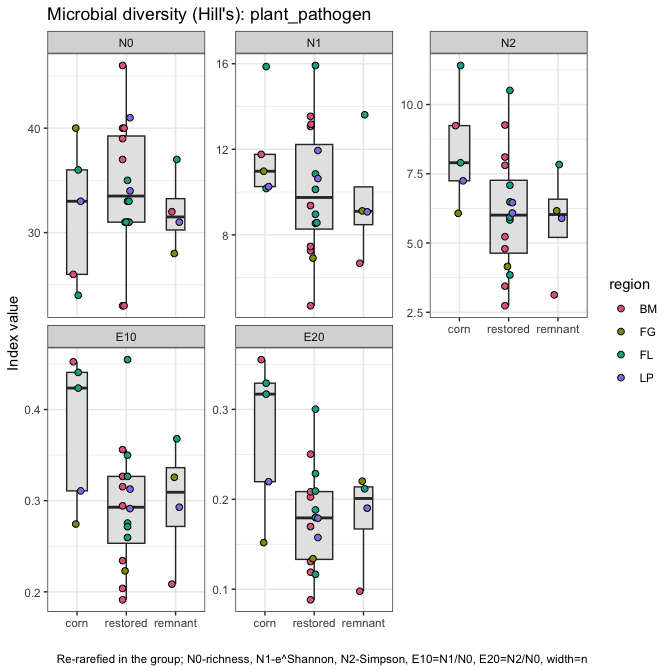 Microbial diversity (Hill's): plant_pathogen
N0
N1
N2
40
30
16
12
8
10.0
7.5
5.0
2.5
corn restored remnant
Index value
region
BM
FG
FL
LP
E10
E20
0.4
0.3
0.2
0.3
0.2
0.1
corn restored remnant
corn restored remnant
Re-rarefied in the group; N0-richness, N1-e^Shannon, N2-Simpson, E10=N1/N0, E20=N2/N0, width=n